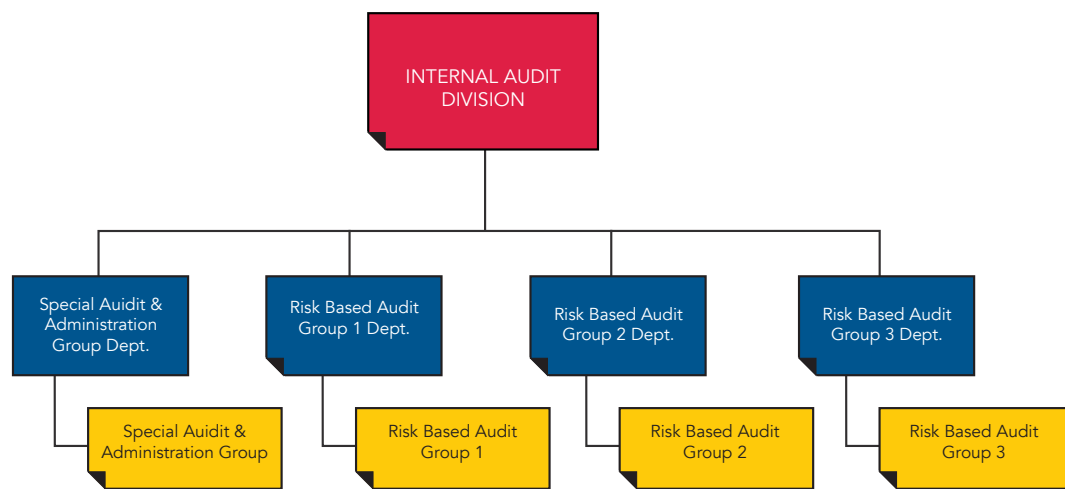 INTERNAL AUDIT
DIVISION
Special Auidit &
Administration
Group Dept.
Risk Based Audit
Group 1 Dept.
Risk Based Audit
Group 2 Dept.
Risk Based Audit
Group 3 Dept.
Special Auidit &
Administration Group
Risk Based Audit
Group 1
Risk Based Audit
Group 2
Risk Based Audit
Group 3